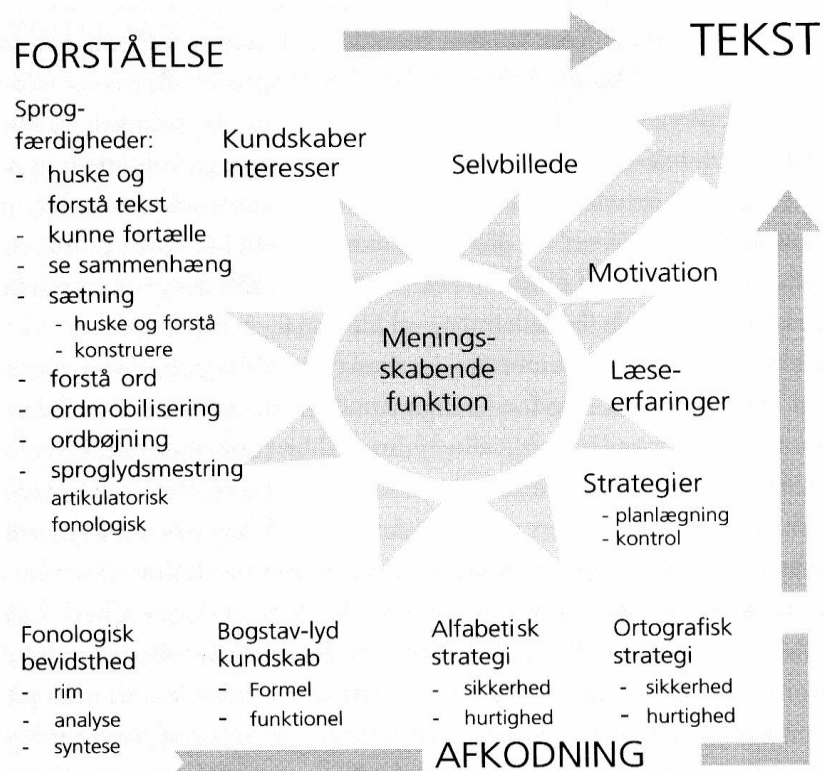 FORSTÅELSE
TEKST
Sprog-
færdigheder:
- huske og
forstå tekst
- kunne fortælle
- se sammenhæng
- sætning
- huske og forstå
- konstruere
- forstå ord
- ordmobilisering
- ordbøjning
- sproglydsmestring
artikulatorisk
fonologisk
Kundskaber
Interesser
Selvbillede
Motivation
Menings-
skabende
funktion
Læse-
erfaringer
Strategier
- planlægning
- kontrol
Fonologisk
bevidsthed
- rim
- analyse
- syntese
Bogstav-lyd
kundskab
- Formel
- funktionel
Alfabetisk
strategi
- sikkerhed
- hurtighed
Ortografisk
strategi
- sikkerhed
- hurtighed
AFKODNING